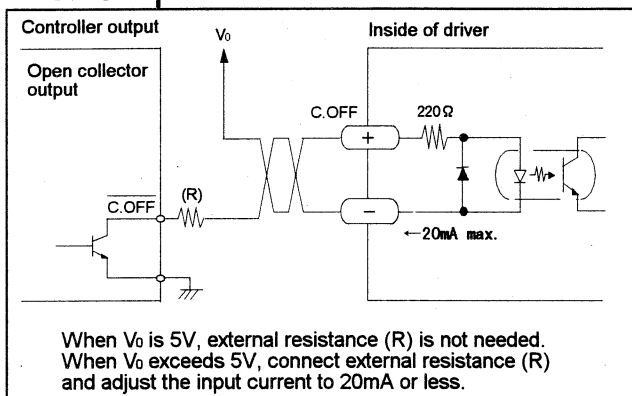 Controller output
V0
Inside of driver
Open collector
output
C.OFF
220Ω
+
C.OFF
(R)
−
←20mA max.
When V0 is 5V, external resistance (R) is not needed.
When V0 exceeds 5V, connect external resistance (R)
and adjust the input current to 20mA or less.